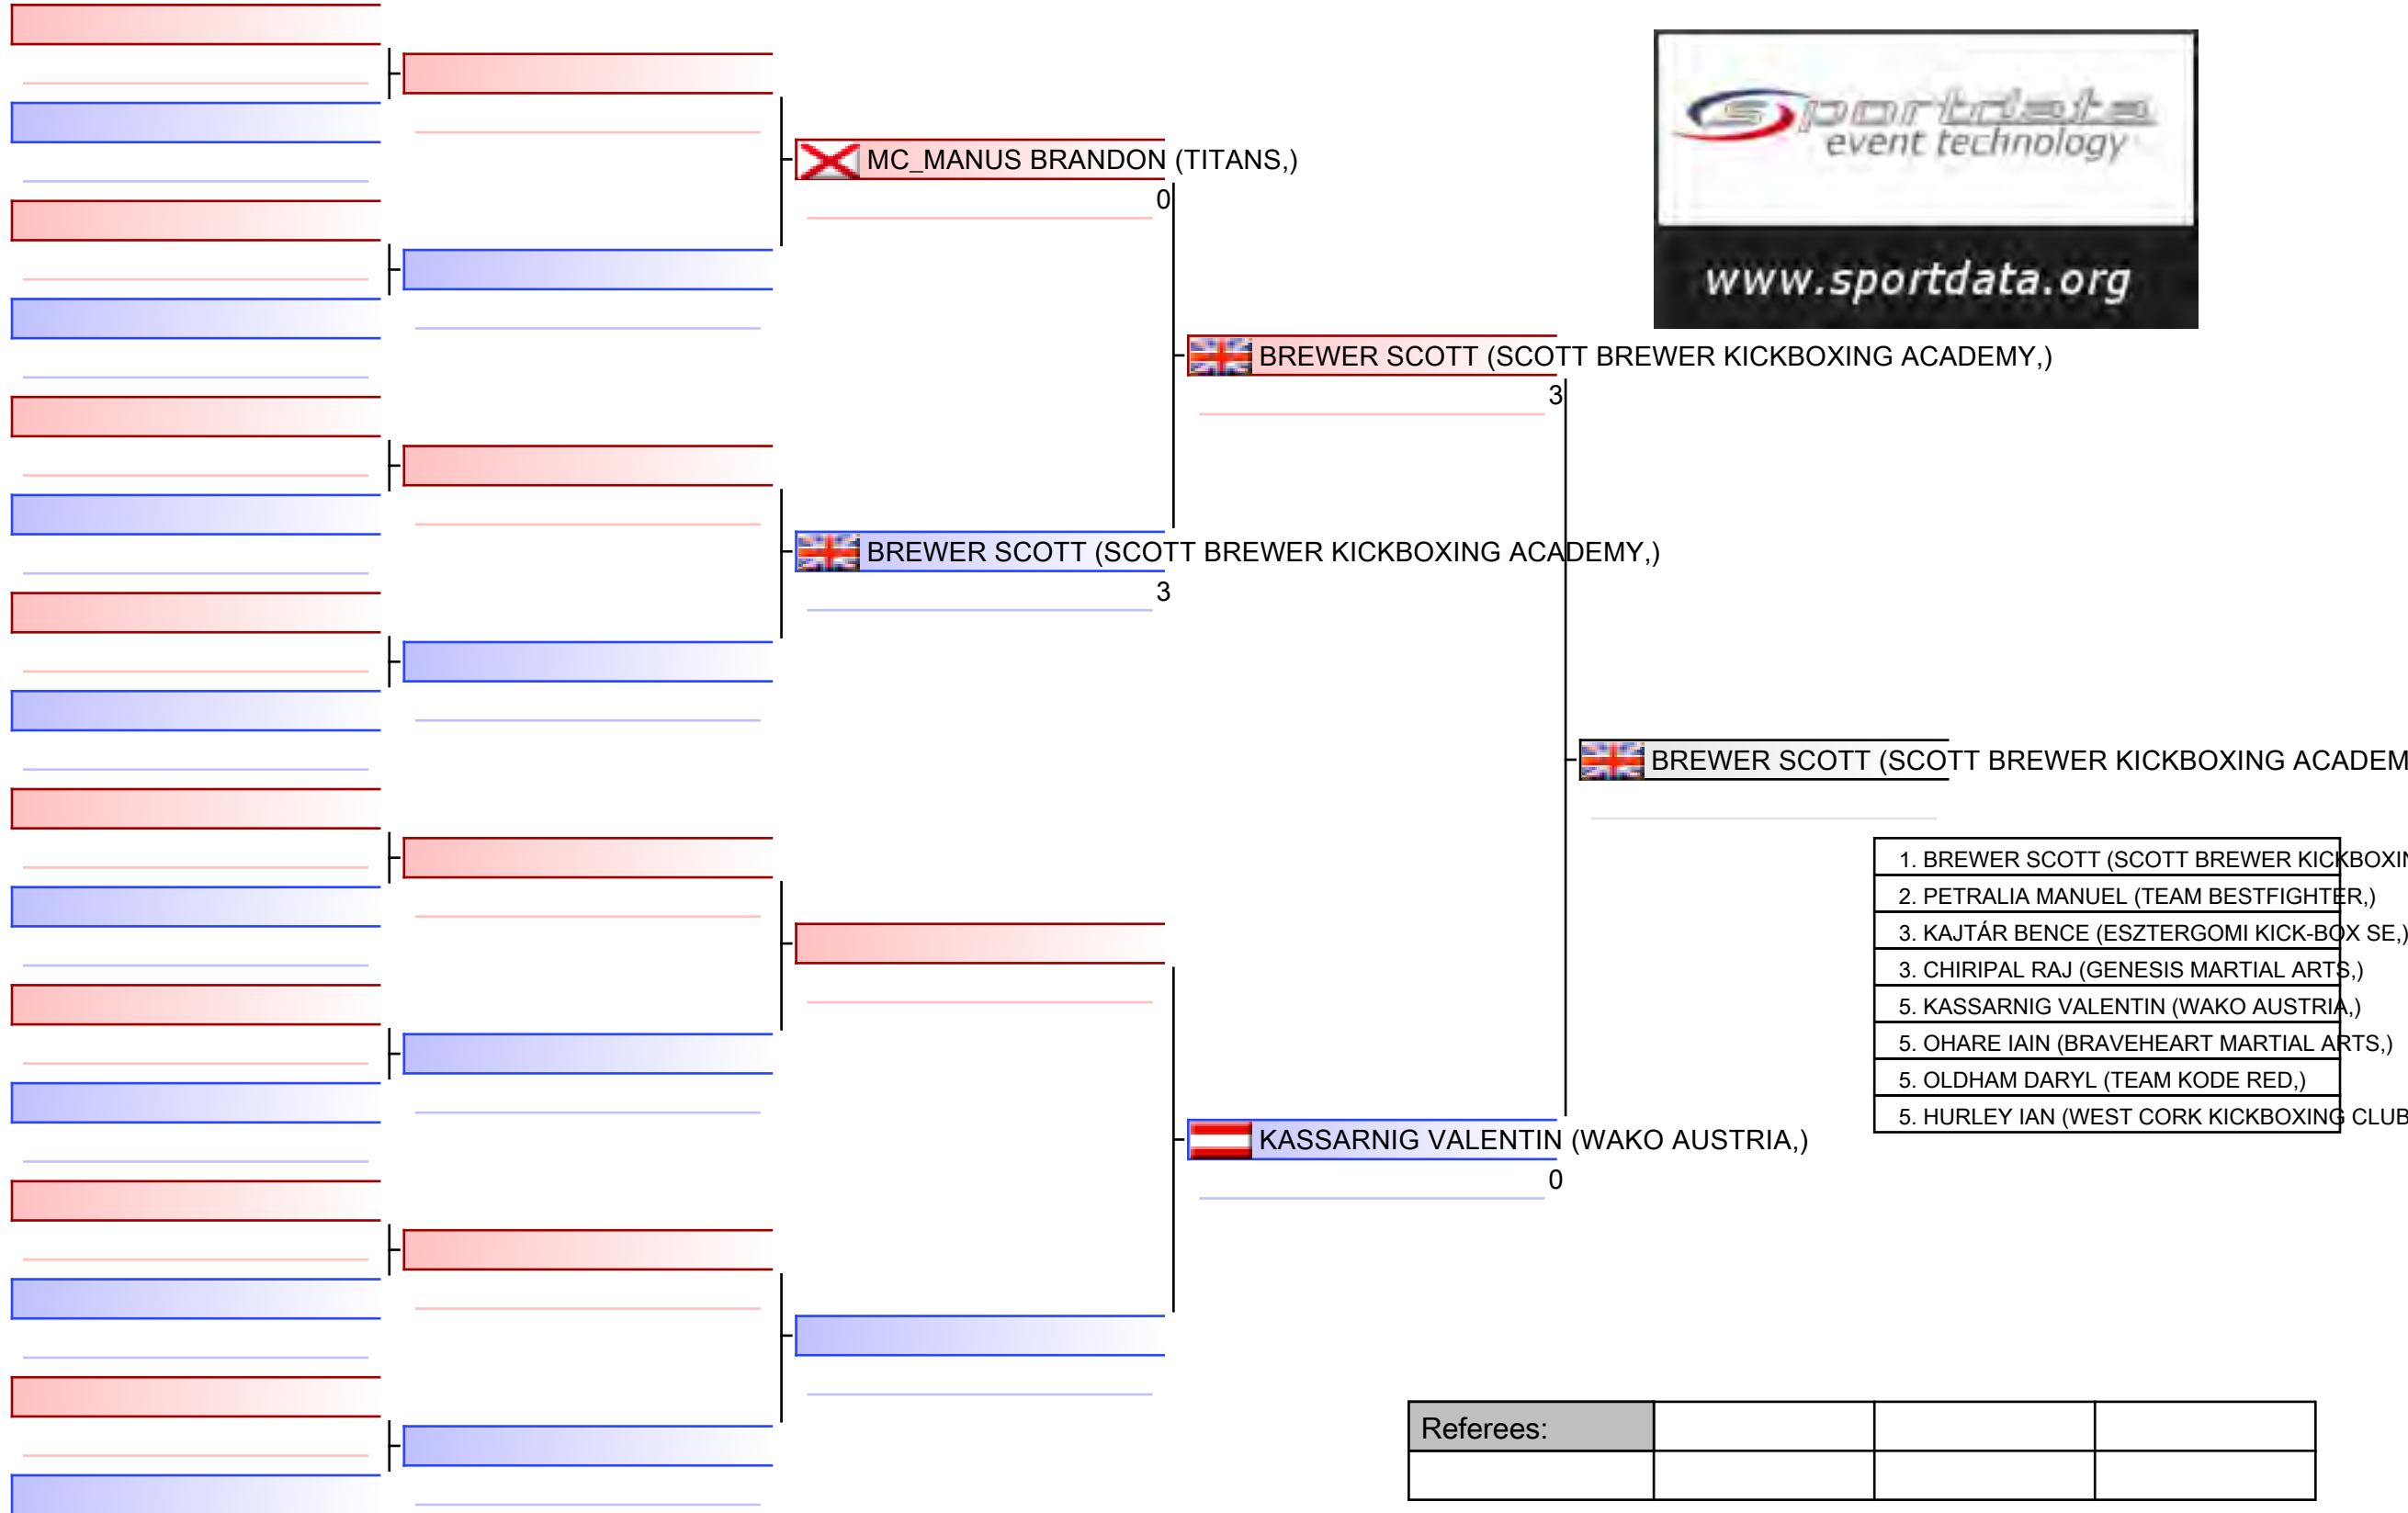 sportdata
event technology
www.sportdata.org
MC_MANUS BRANDON (TITANS,)
0
BREWER SCOTT (SCOTT BREWER KICKBOXING ACADEMY,)
3
BREWER SCOTT (SCOTT BREWER KICKBOXING ACADEMY,)
3
BREWER SCOTT (SCOTT BREWER KICKBOXING ACADEM
1. BREWER SCOTT (SCOTT BREWER KICKBOXIN
2. PETRALIA MANUEL (TEAM BESTFIGHTER,)
3. KAJTÁR BENCE (ESZTERGOMI KICK-BOX SE,)
3. CHIRIPAL RAJ (GENESIS MARTIAL ARTS,)
5. KASSARNIG VALENTIN (WAKO AUSTRIA,)
5. OHARE IAIN (BRAVEHEART MARTIAL ARTS,)
5. OLDHAM DARYL (TEAM KODE RED,)
5. HURLEY IAN (WEST CORK KICKBOXING CLUB
KASSARNIG VALENTIN (WAKO AUSTRIA,)
0
Referees: